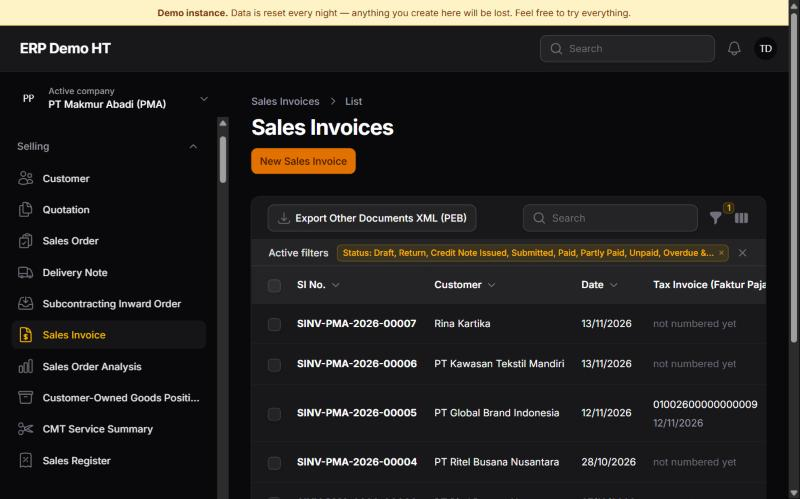 Demo instance. Data is reset every night — anything you create here will be lost. Feel free to try everything.
ERP Demo HT
Search
TD
PP
Active company
PT Makmur Abadi (PMA)
Selling
Customer
Quotation
Sales Order
Delivery Note
Subcontracting Inward Order
Sales Invoice
Sales Order Analysis
Customer-Owned Goods Positi...
CMT Service Summary
Sales Register
Sales Invoices > List
Sales Invoices
New Sales Invoice
Export Other Documents XML (PEB)
Search
1
Active filters
Status: Draft, Return, Credit Note Issued, Submitted, Paid, Partly Paid, Unpaid, Overdue &... ×
SI No. Customer Date Tax Invoice (Faktur Paja
SINV-PMA-2026-00007 Rina Kartika 13/11/2026 not numbered yet
SINV-PMA-2026-00006 PT Kawasan Tekstil Mandiri 13/11/2026 not numbered yet
SINV-PMA-2026-00005 PT Global Brand Indonesia 12/11/2026 01002600000000009
12/11/2026
SINV-PMA-2026-00004 PT Ritel Busana Nusantara 28/10/2026 not numbered yet